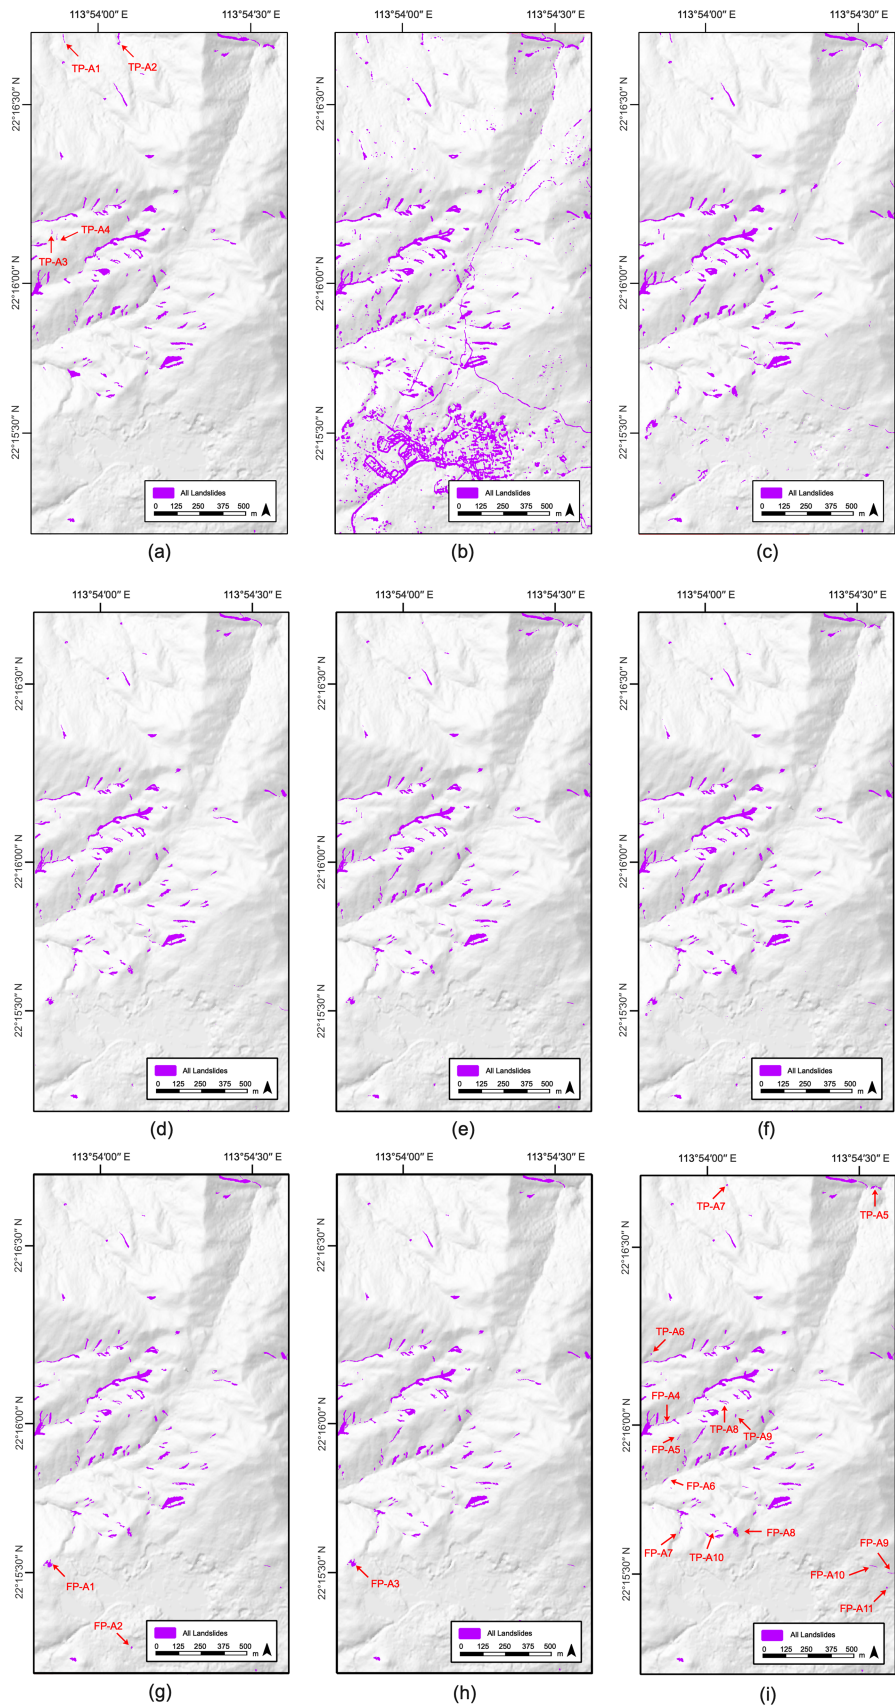 113°54'00" E
113°54'30" E
113°54'00" E
113°54'30" E
113°54'00" E
113°54'30" E
22°16'30" N
22°16'00" N
22°15'30" N
TP-A1
TP-A2
TP-A4
TP-A3
All Landslides
0 125 250 375 500 m
(a)
22°16'30" N
22°16'00" N
22°15'30" N
All Landslides
0 125 250 375 500 m
(b)
22°16'30" N
22°16'00" N
22°15'30" N
All Landslides
0 125 250 375 500 m
(c)
113°54'00" E
113°54'30" E
113°54'00" E
113°54'30" E
113°54'00" E
113°54'30" E
22°16'30" N
22°16'00" N
22°15'30" N
All Landslides
0 125 250 375 500 m
(d)
22°16'30" N
22°16'00" N
22°15'30" N
All Landslides
0 125 250 375 500 m
(e)
22°16'30" N
22°16'00" N
22°15'30" N
All Landslides
0 125 250 375 500 m
(f)
113°54'00" E
113°54'30" E
113°54'00" E
113°54'30" E
113°54'00" E
113°54'30" E
22°16'30" N
22°16'00" N
22°15'30" N
FP-A1
FP-A2
All Landslides
0 125 250 375 500 m
(g)
22°16'30" N
22°16'00" N
22°15'30" N
FP-A3
All Landslides
0 125 250 375 500 m
(h)
22°16'30" N
22°16'00" N
22°15'30" N
TP-A7
TP-A5
TP-A6
FP-A4
TP-A8
TP-A9
FP-A5
FP-A6
FP-A7
TP-A10
FP-A8
FP-A9
FP-A10
FP-A11
All Landslides
0 125 250 375 500 m
(i)